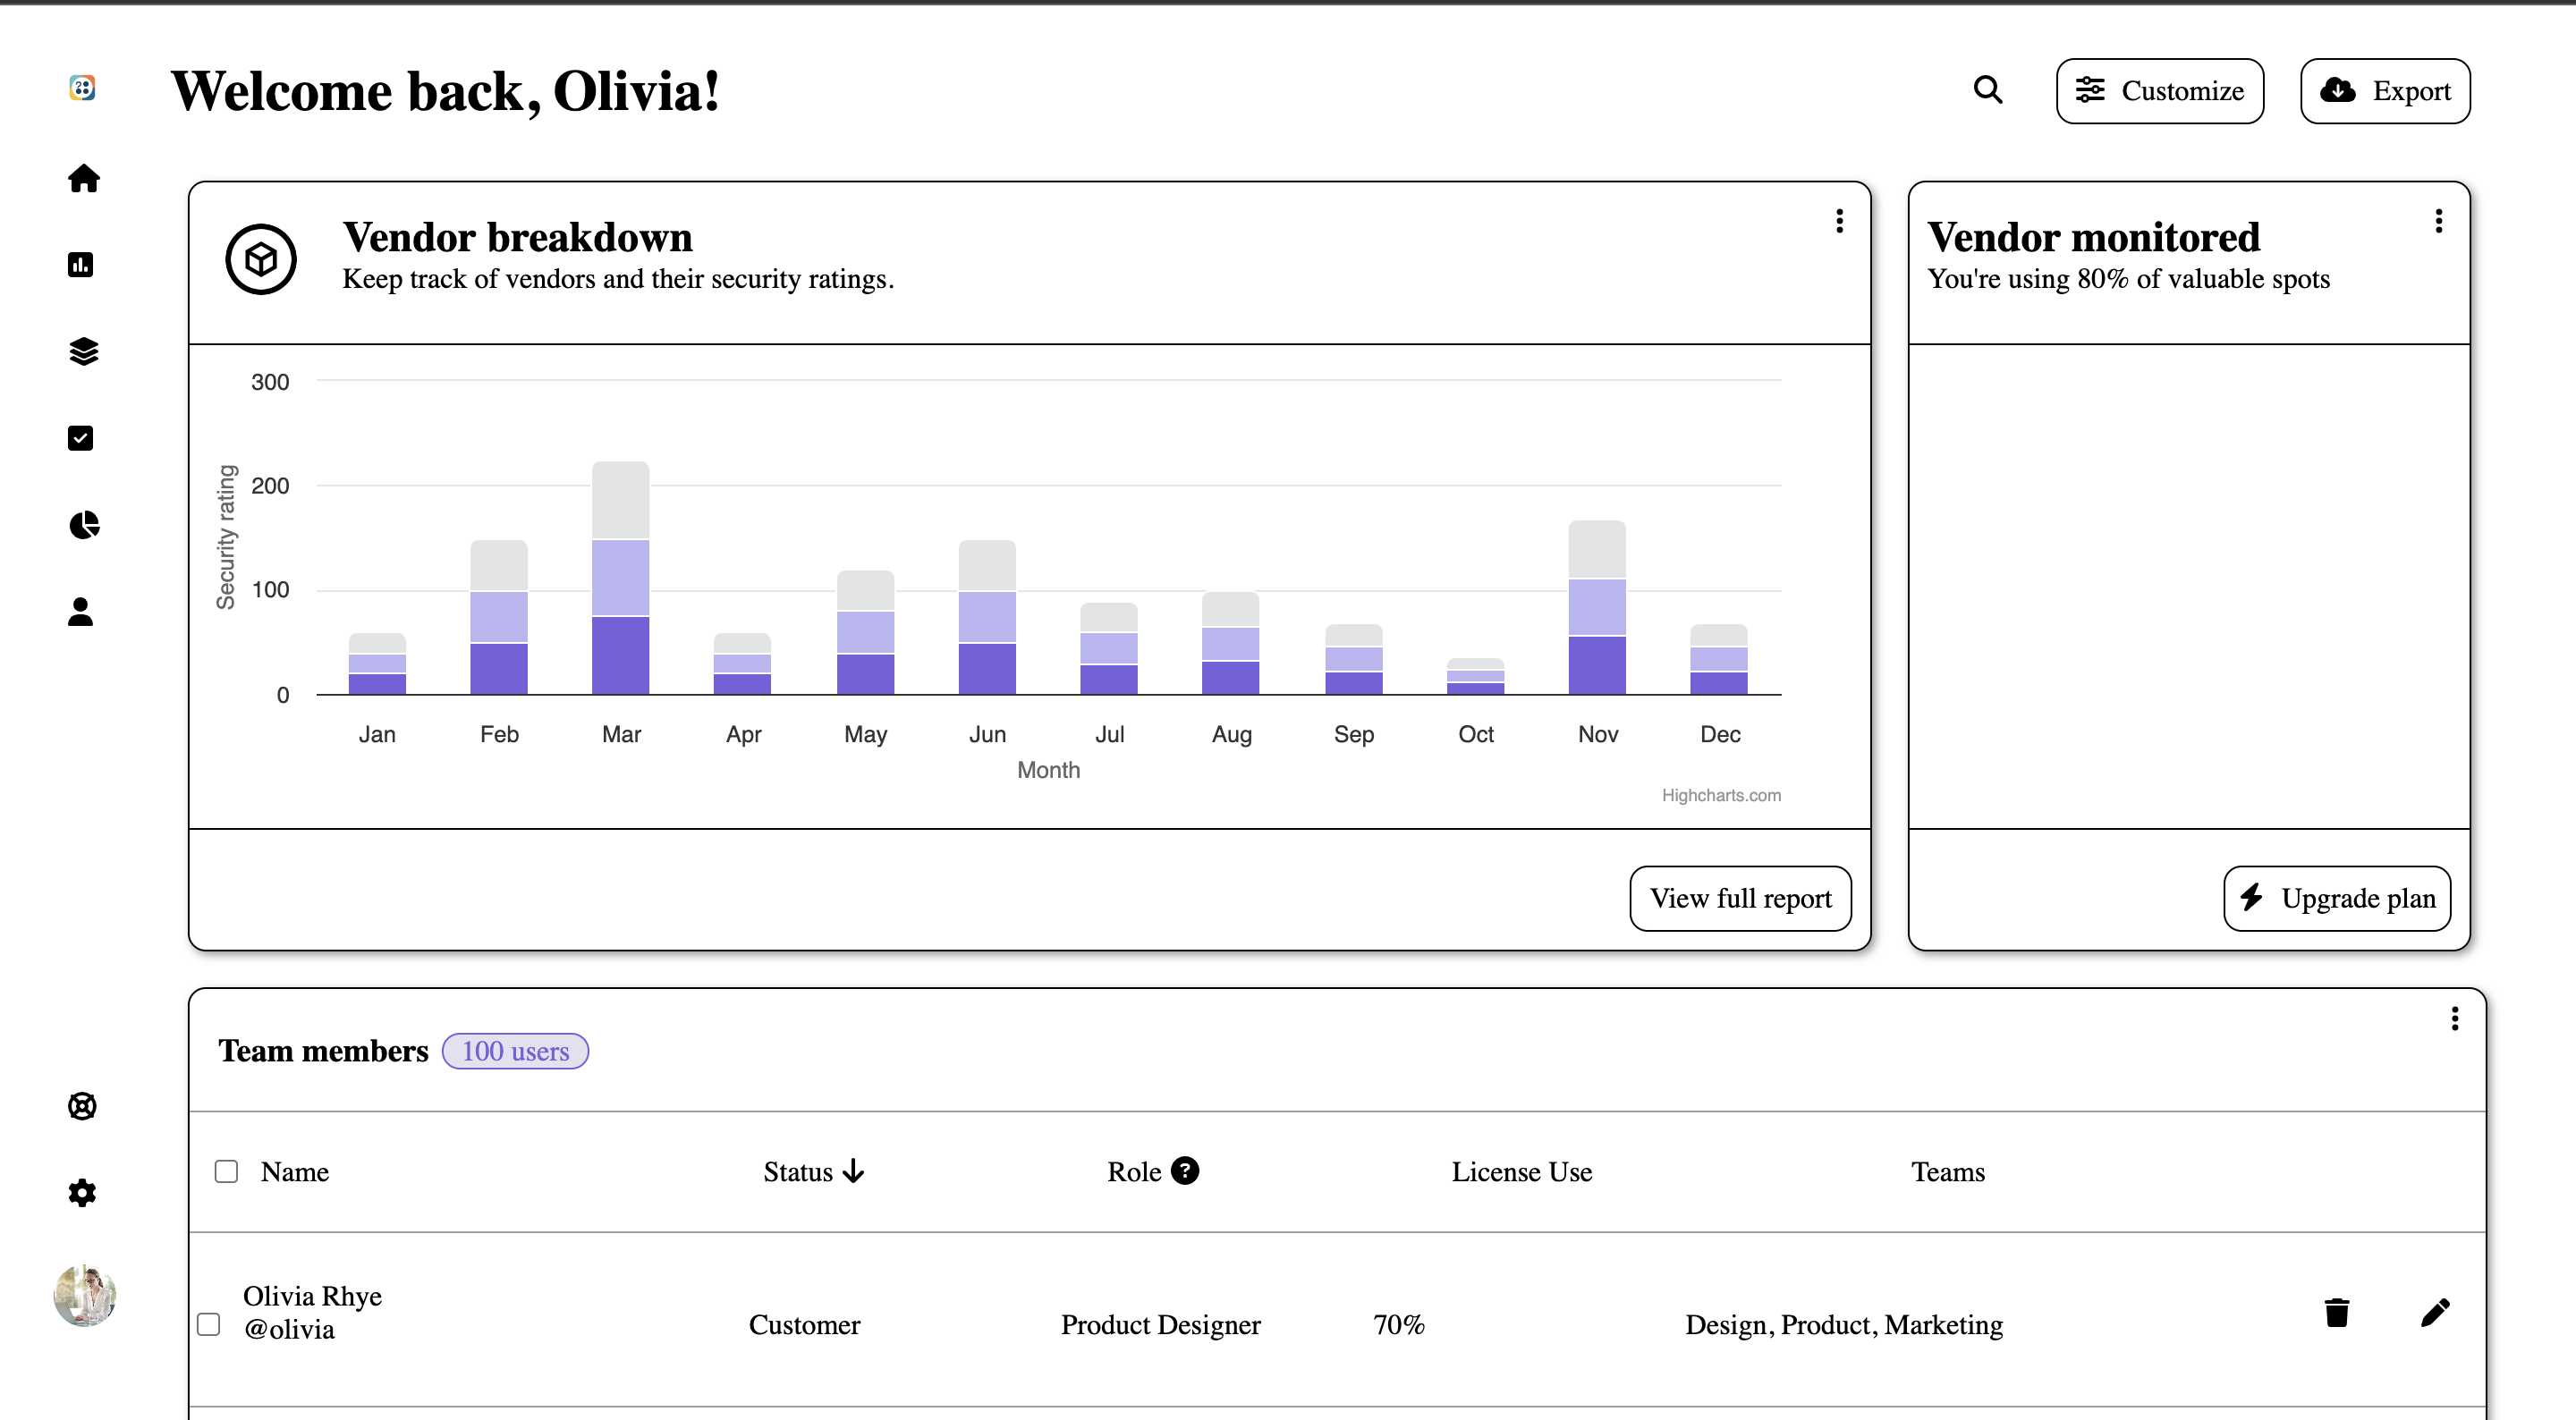 Welcome back, Olivia!
Customize
Export
Vendor breakdown
Keep track of vendors and their security ratings.
Vendor monitored
You're using 80% of valuable spots
300
200
100
0
Security rating
Jan Feb Mar Apr May Jun Jul Aug Sep Oct Nov Dec
Month
Highcharts.com
View full report
Upgrade plan
Team members 100 users
Name Status Role License Use Teams
Olivia Rhye
@olivia
Customer Product Designer 70% Design, Product, Marketing